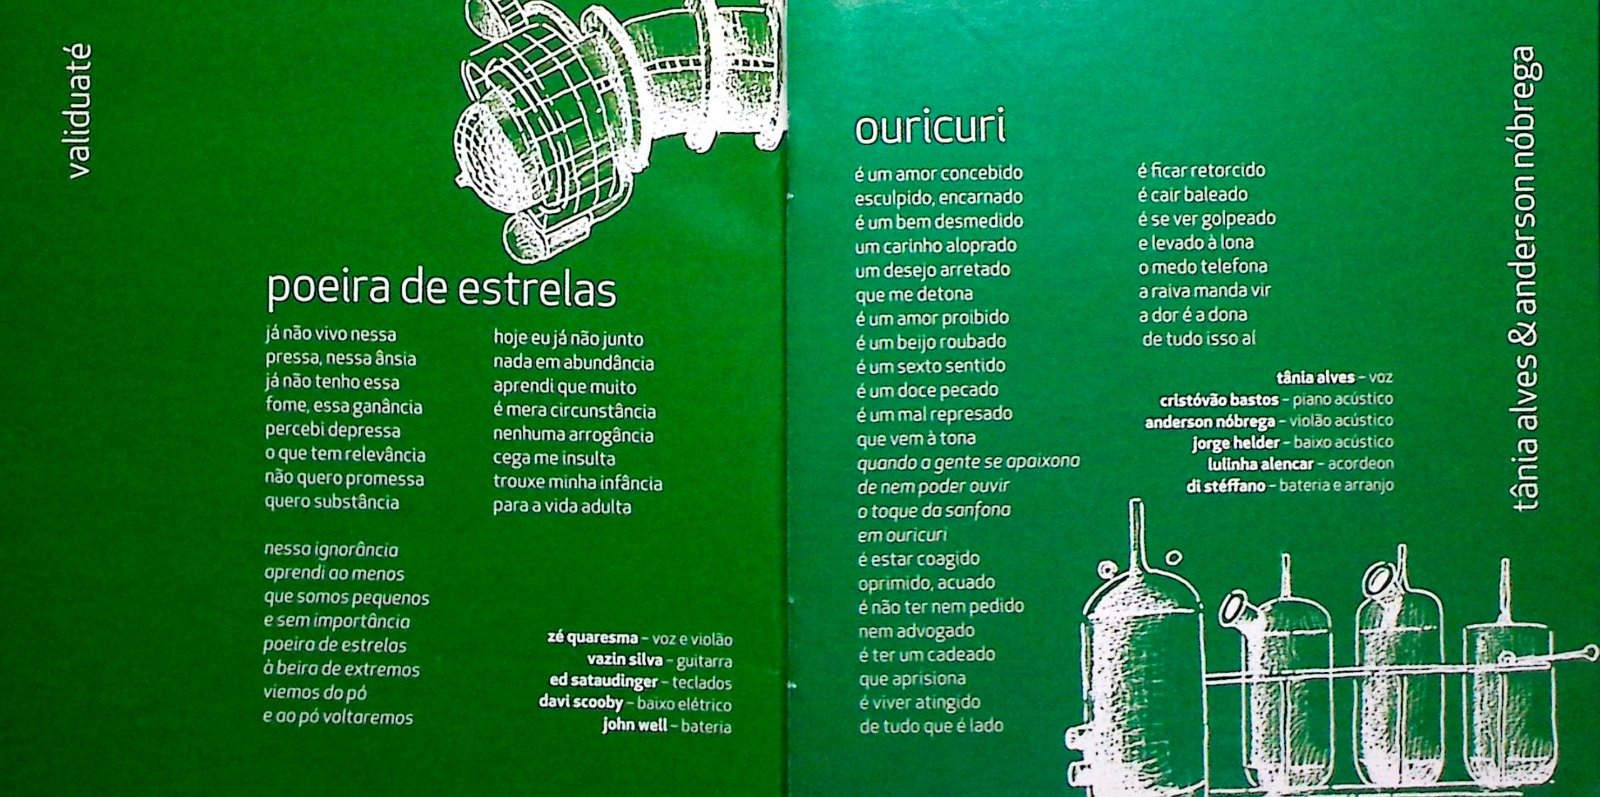 validuaté
poeira de estrelas
já não vivo nessa
pressa, nessa ânsia
já não tenho essa
fome, essa ganância
percebi depressa
o que tem relevância
não quero promessa
quero substância
nessa ignorância
aprendi ao menos
que somos pequenos
e sem importância
poeira de estrelas
à beira de extremos
viemos do pó
e ao pó voltaremos
hoje eu já não junto
nada em abundância
aprendi que muito
é mera circunstância
nenhuma arrogância
cega me insulta
trouxe minha infância
para a vida adulta
zé quaresma – voz e violão
vazin silva – guitarra
ed sataudinger – teclados
davi scooby – baixo elétrico
john well – bateria
ouricuri
é um amor concebido
esculpido, encarnado
é um bem desmedido
um carinho aloprado
um desejo arretado
que me detona
é um amor proibido
é um beijo roubado
é um sexto sentido
é um doce pecado
é um mal represado
que vem à tona
quando a gente se apaixona
de nem poder ouvir
o toque da sanfona
em ouricuri
é estar coagido
oprimido, acuado
é não ter nem pedido
nem advogado
é ter um cadeado
que aprisiona
é viver atingido
de tudo que é lado
é ficar retorcido
é cair baleado
é se ver golpeado
e levado à lona
o medo telefona
a raiva manda vir
a dor é a dona
de tudo isso aí
tânia alves – voz
cristóvão bastos – piano acústico
anderson nóbrega – violão acústico
jorge helder – baixo acústico
lulinha alencar – acordeon
di stéffano – bateria e arranjo
tânia alves & anderson nóbrega